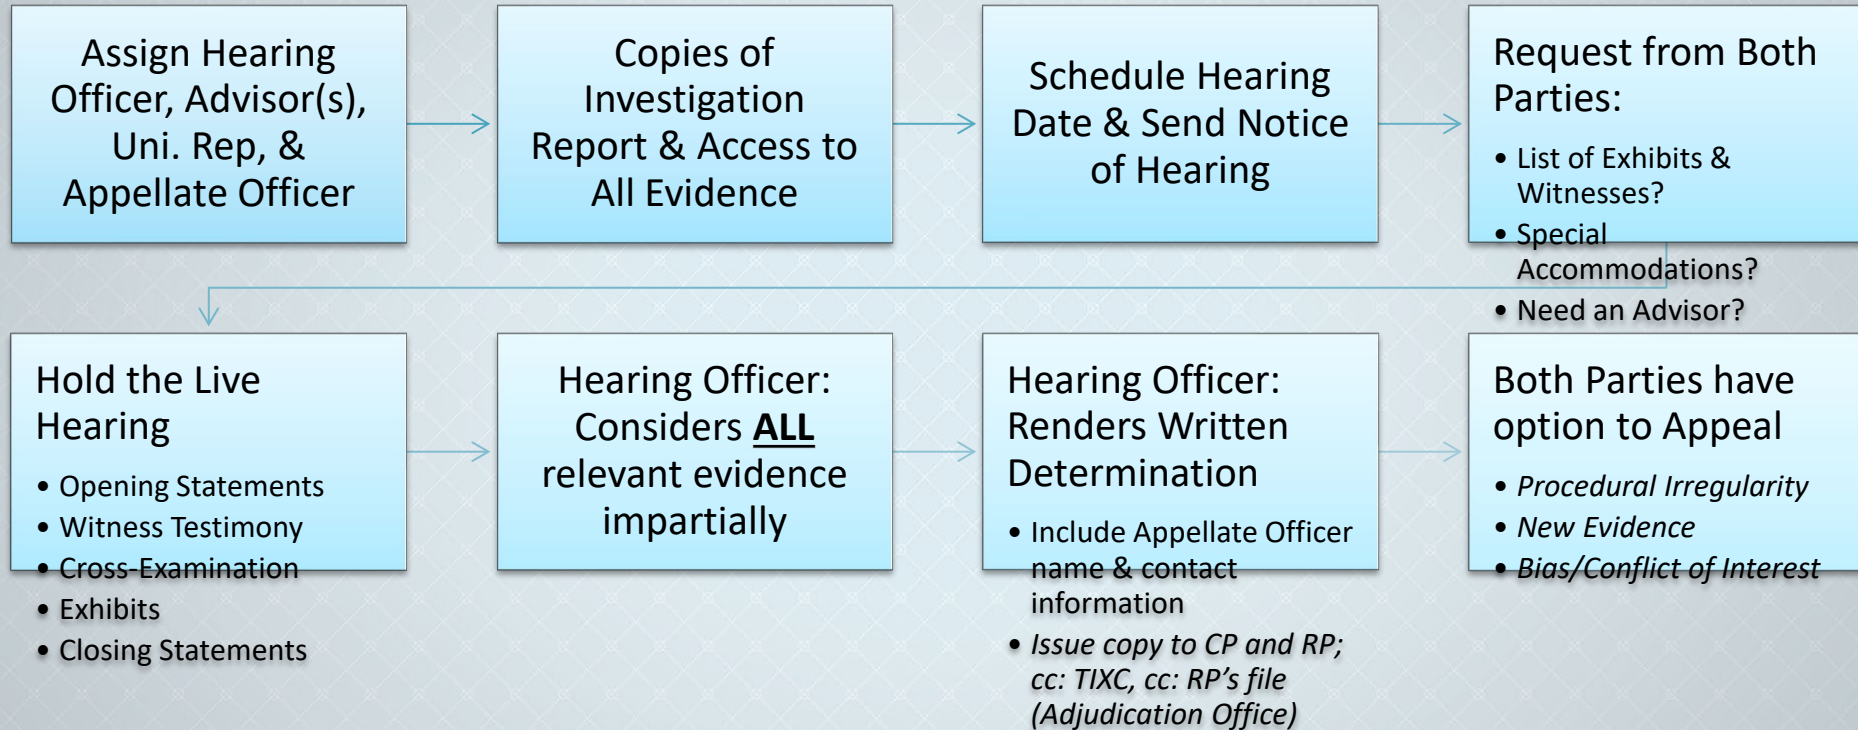 Assign Hearing
Officer, Advisor(s),
Uni. Rep, &
Appellate Officer
Copies of
Investigation
Report & Access to
All Evidence
Schedule Hearing
Date & Send Notice
of Hearing
Request from Both
Parties:
• List of Exhibits &
Witnesses?
• Special
Accommodations?
• Need an Advisor?
Hold the Live
Hearing
• Opening Statements
• Witness Testimony
• Cross-Examination
• Exhibits
• Closing Statements
Hearing Officer:
Considers ALL
relevant evidence
impartially
Hearing Officer:
Renders Written
Determination
• Include Appellate Officer
name & contact
information
• Issue copy to CP and RP;
cc: TIXC, cc: RP’s file
(Adjudication Office)
Both Parties have
option to Appeal
• Procedural Irregularity
• New Evidence
• Bias/Conflict of Interest